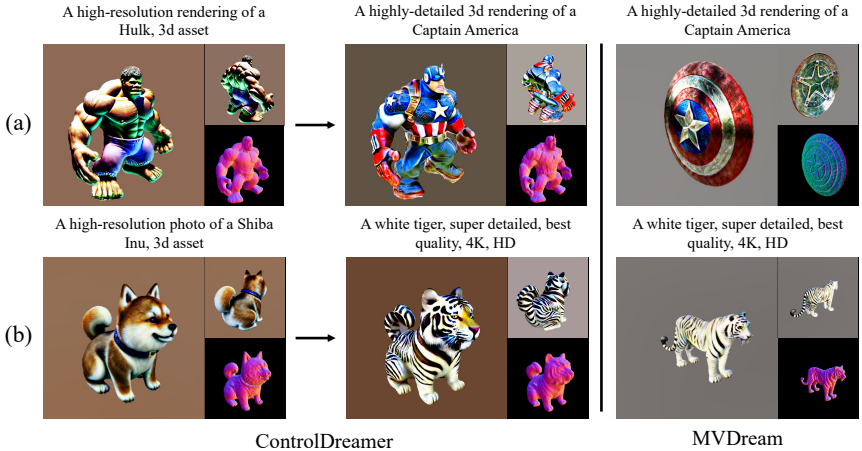 A high-resolution rendering of a
Hulk, 3d asset
A highly-detailed 3d rendering of a
Captain America
A highly-detailed 3d rendering of a
Captain America
(a)
A high-resolution photo of a Shiba
Inu, 3d asset
A white tiger, super detailed, best
quality, 4K, HD
A white tiger, super detailed, best
quality, 4K, HD
(b)
ControlDreamer
MVDream